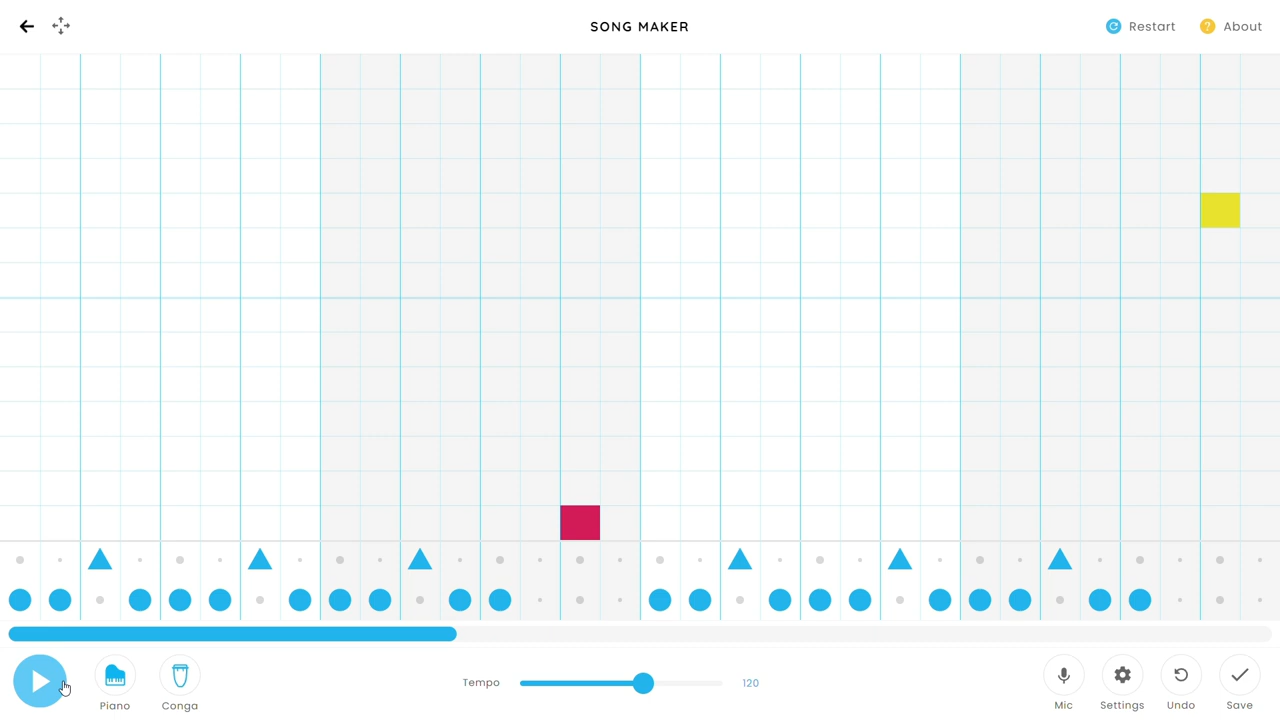 SONG MAKER
Restart
? About
Piano
Conga
Tempo
120
Mic
Settings
Undo
Save